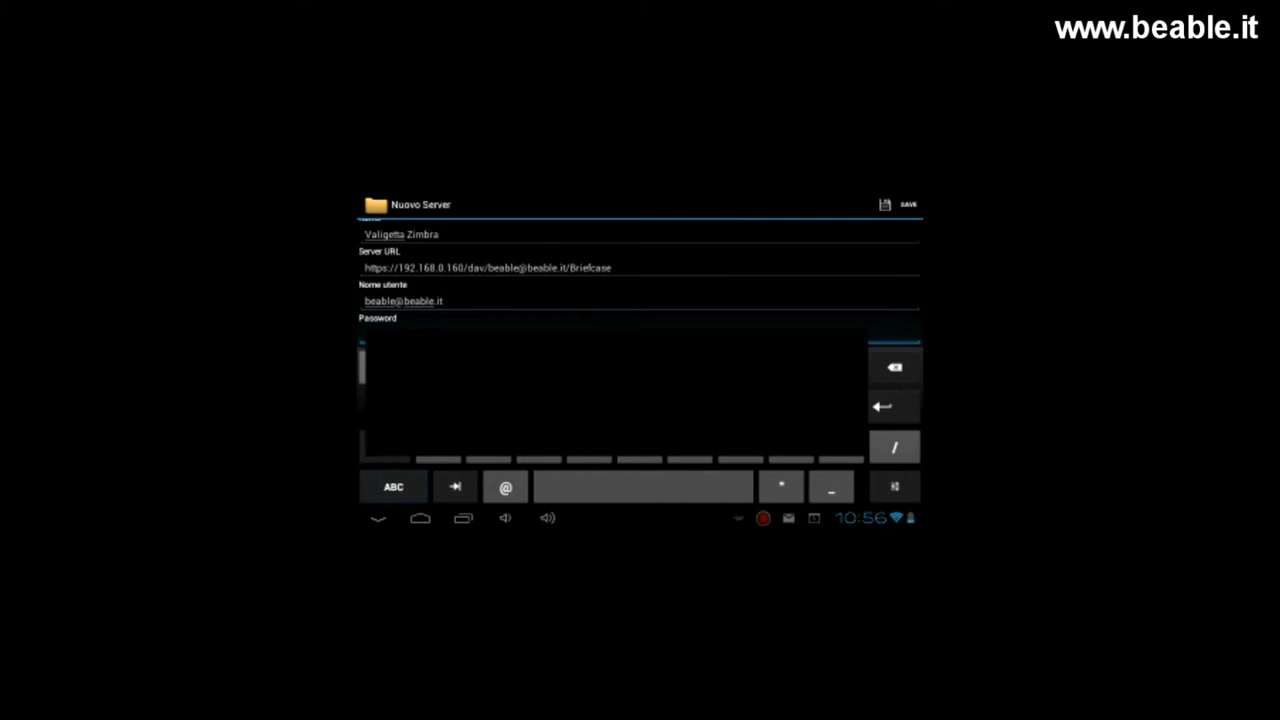 www.beable.it
Nuovo Server
SAVE
Valigetta Zimbra
Server URL
https://192.168.0.160/dav/beable@beable.it/Briefcase
Nome utente
beable@beable.it
Password
/
ABC
@
_
10:56